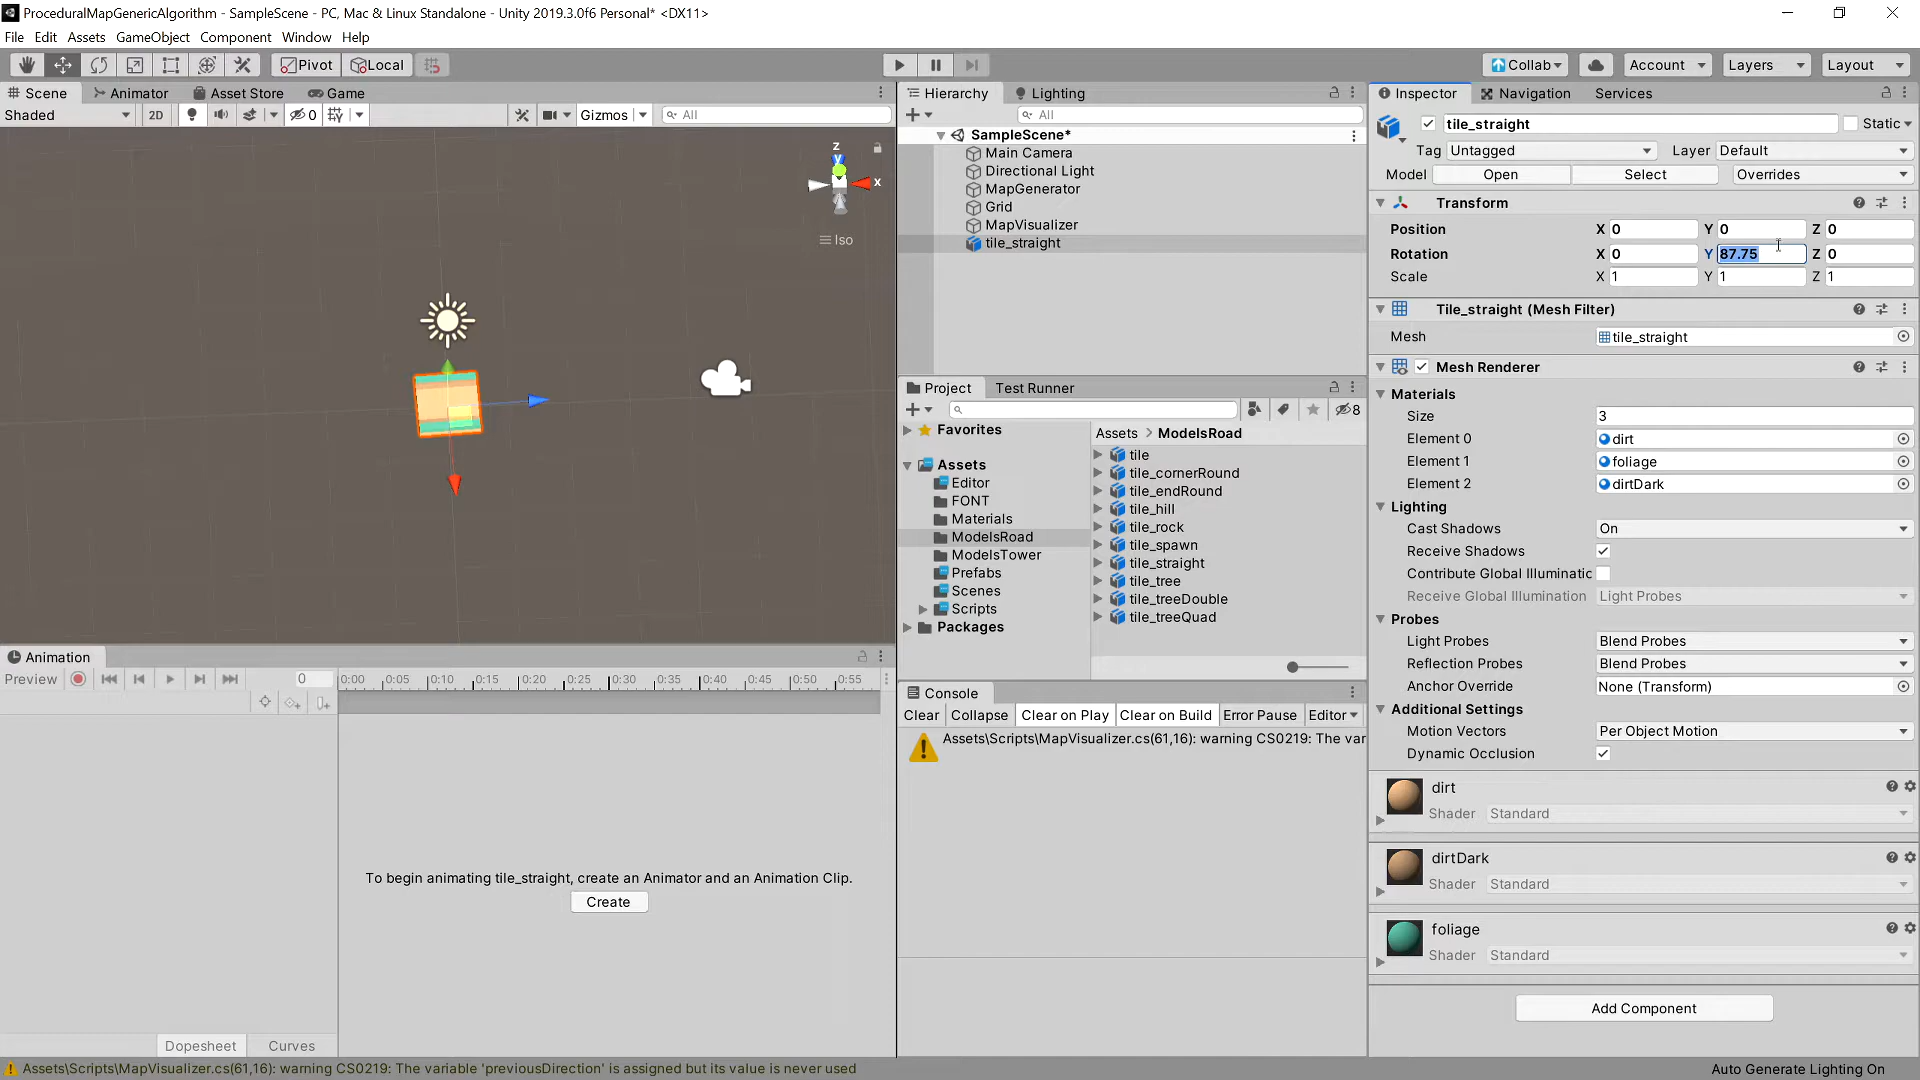 ProceduralMapGenericAlgorithm - SampleScene - PC, Mac & Linux Standalone - Unity 2019.3.0f6 Personal* <DX11>
File Edit Assets GameObject Component Window Help
Pivot Local Collab Account Layers Layout
Scene Animator Asset Store Game
Shaded 2D 0 Gizmos All
z
y
x
Iso
Hierarchy Lighting
All
SampleScene*
Main Camera
Directional Light
MapGenerator
Grid
MapVisualizer
tile_straight
Project Test Runner
8
Favorites
Assets
Editor
FONT
Materials
ModelsRoad
ModelsTower
Prefabs
Scenes
Scripts
Packages
Assets > ModelsRoad
tile
tile_cornerRound
tile_endRound
tile_hill
tile_rock
tile_spawn
tile_straight
tile_tree
tile_treeDouble
tile_treeQuad
Console
Clear Collapse Clear on Play Clear on Build Error Pause Editor
Assets\Scripts\MapVisualizer.cs(61,16): warning CS0219: The var
Animation
Preview 0 0:00 0:05 0:10 0:15 0:20 0:25 0:30 0:35 0:40 0:45 0:50 0:55
To begin animating tile_straight, create an Animator and an Animation Clip.
Create
Dopesheet Curves
Inspector Navigation Services
tile_straight Static
Tag Untagged Layer Default
Model Open Select Overrides
Transform
Position X 0 Y 0 Z 0
Rotation X 0 Y 87.75 Z 0
Scale X 1 Y 1 Z 1
Tile_straight (Mesh Filter)
Mesh tile_straight
Mesh Renderer
Materials
Size 3
Element 0 dirt
Element 1 foliage
Element 2 dirtDark
Lighting
Cast Shadows On
Receive Shadows
Contribute Global Illuminatic
Receive Global Illumination Light Probes
Probes
Light Probes Blend Probes
Reflection Probes Blend Probes
Anchor Override None (Transform)
Additional Settings
Motion Vectors Per Object Motion
Dynamic Occlusion
dirt
Shader Standard
dirtDark
Shader Standard
foliage
Shader Standard
Add Component
Assets\Scripts\MapVisualizer.cs(61,16): warning CS0219: The variable 'previousDirection' is assigned but its value is never used
Auto Generate Lighting On